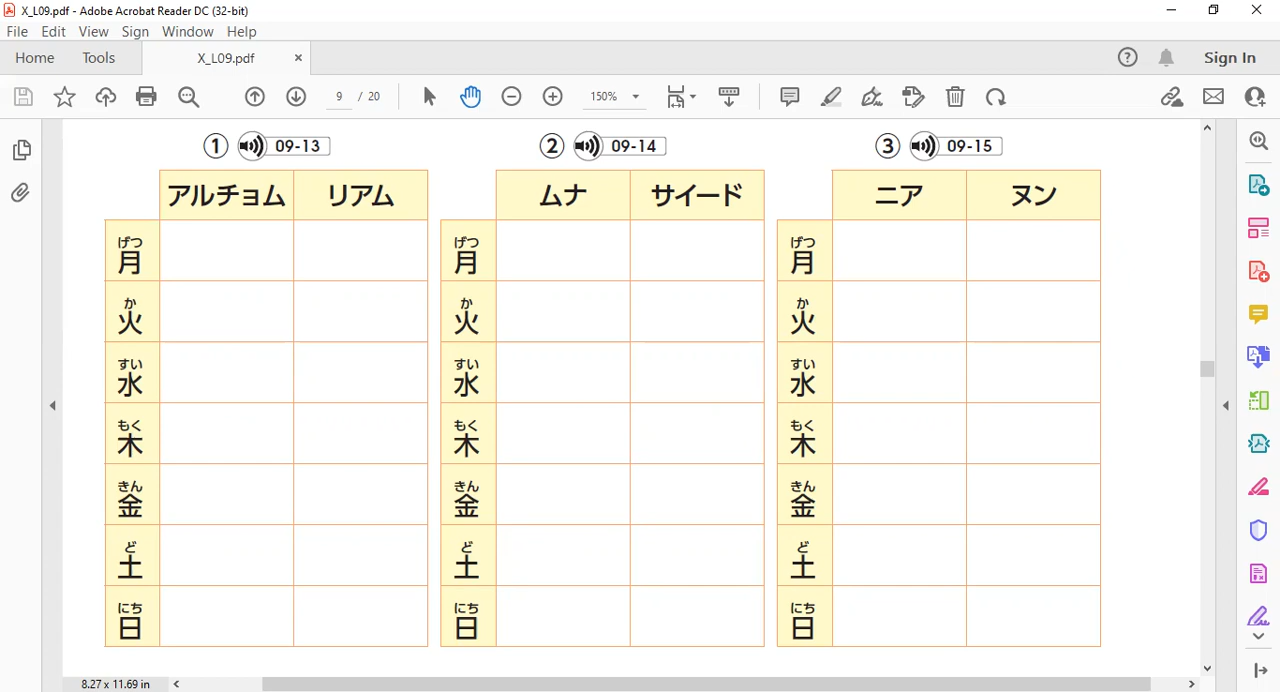 X_L09.pdf - Adobe Acrobat Reader DC (32-bit)
File Edit View Sign Window Help
Home Tools X_L09.pdf × Sign In
9 / 20 150%
① 09-13 ② 09-14 ③ 09-15
アルチョム リアム ムナ サイード ニア ヌン
げつ げつ げつ
月 月 月
か か か
火 火 火
すい すい すい
水 水 水
もく もく もく
木 木 木
きん きん きん
金 金 金
ど ど ど
土 土 土
にち にち にち
日 日 日
8.27 x 11.69 in